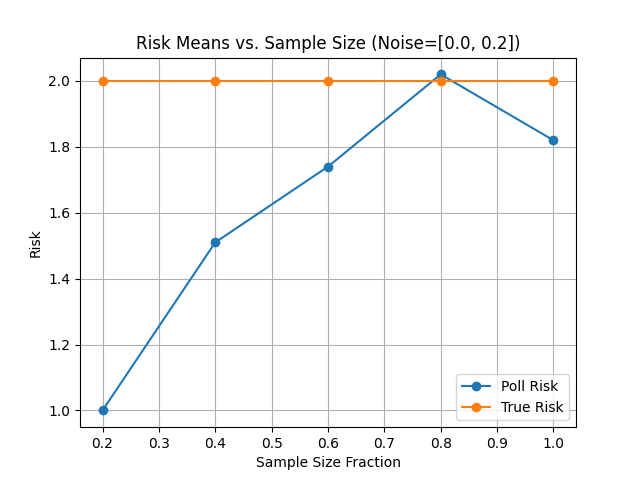 Risk Means vs. Sample Size (Noise=[0.0, 0.2])
Risk
2.0
1.8
1.6
1.4
1.2
1.0
0.2 0.3 0.4 0.5 0.6 0.7 0.8 0.9 1.0
Sample Size Fraction
Poll Risk
True Risk